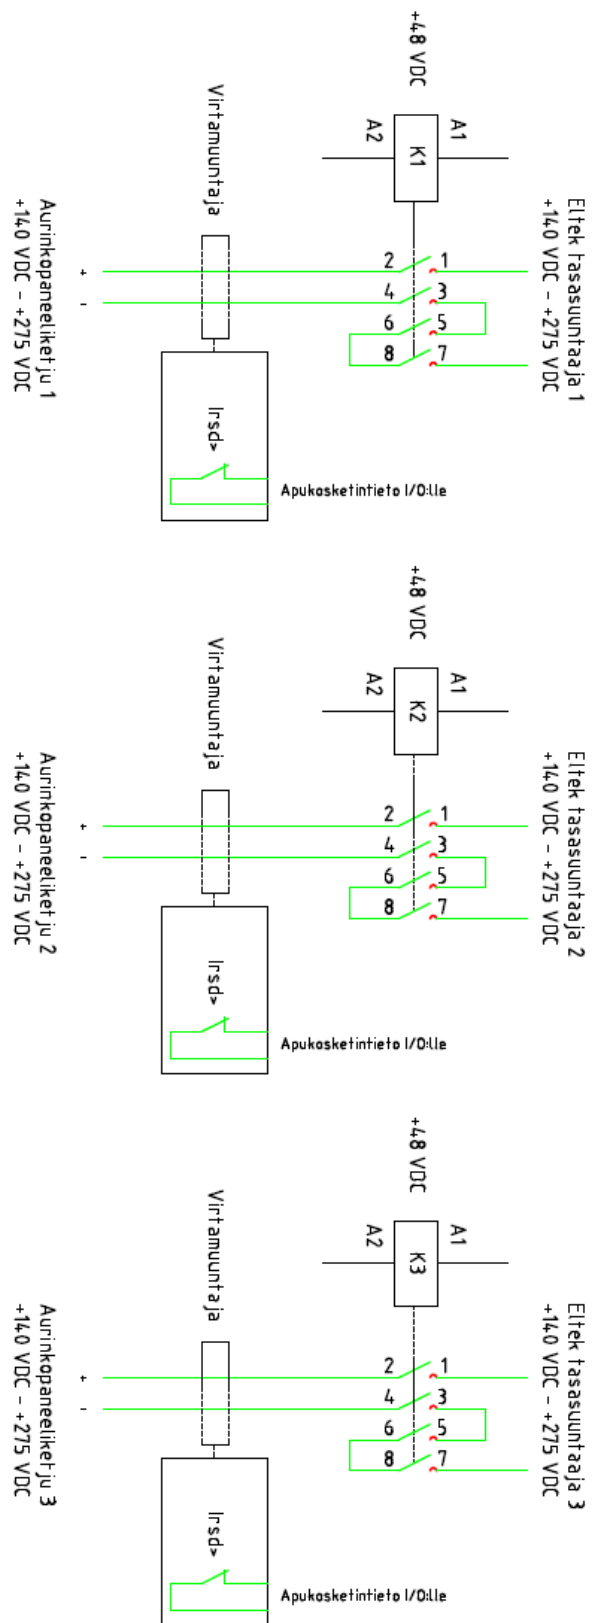 +48 VDC
Virtamuuntaja
A2
K1
A1
Eltek tasasuuntaaja 1
+140 VDC - +275 VDC
Aurinkopaneeliketju 1
+140 VDC - +275 VDC
+
-
2 1
4 3
6 5
8 7
Irsd>
Apukosketintieto I/O:lle
+48 VDC
Virtamuuntaja
A2
K2
A1
Eltek tasasuuntaaja 2
+140 VDC - +275 VDC
Aurinkopaneeliketju 2
+140 VDC - +275 VDC
+
-
2 1
4 3
6 5
8 7
Irsd>
Apukosketintieto I/O:lle
+48 VDC
Virtamuuntaja
A2
K3
A1
Eltek tasasuuntaaja 3
+140 VDC - +275 VDC
Aurinkopaneeliketju 3
+140 VDC - +275 VDC
+
-
2 1
4 3
6 5
8 7
Irsd>
Apukosketintieto I/O:lle